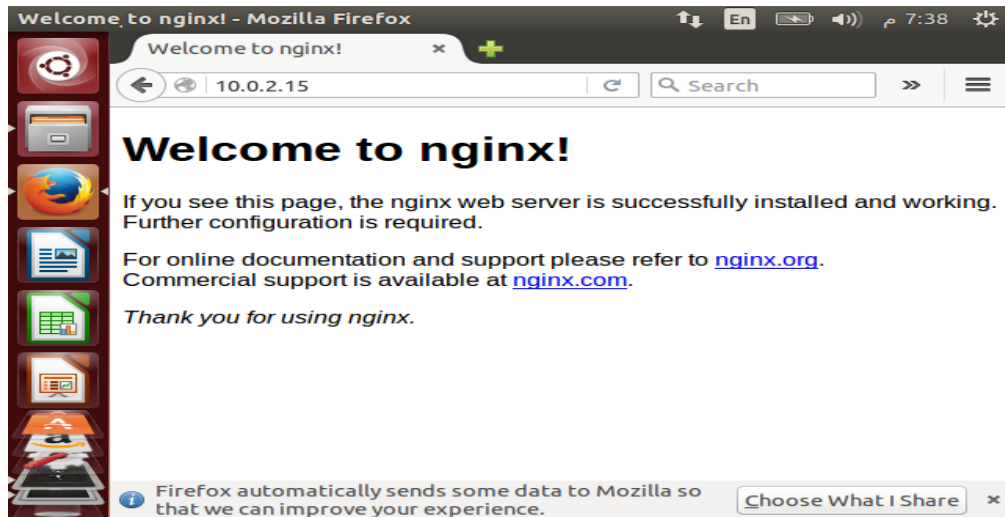 Welcome to nginx! - Mozilla Firefox
En
م 7:38
Welcome to nginx!
10.0.2.15
Search
Welcome to nginx!
If you see this page, the nginx web server is successfully installed and working.
Further configuration is required.
For online documentation and support please refer to nginx.org.
Commercial support is available at nginx.com.
Thank you for using nginx.
Firefox automatically sends some data to Mozilla so
that we can improve your experience.
Choose What I Share